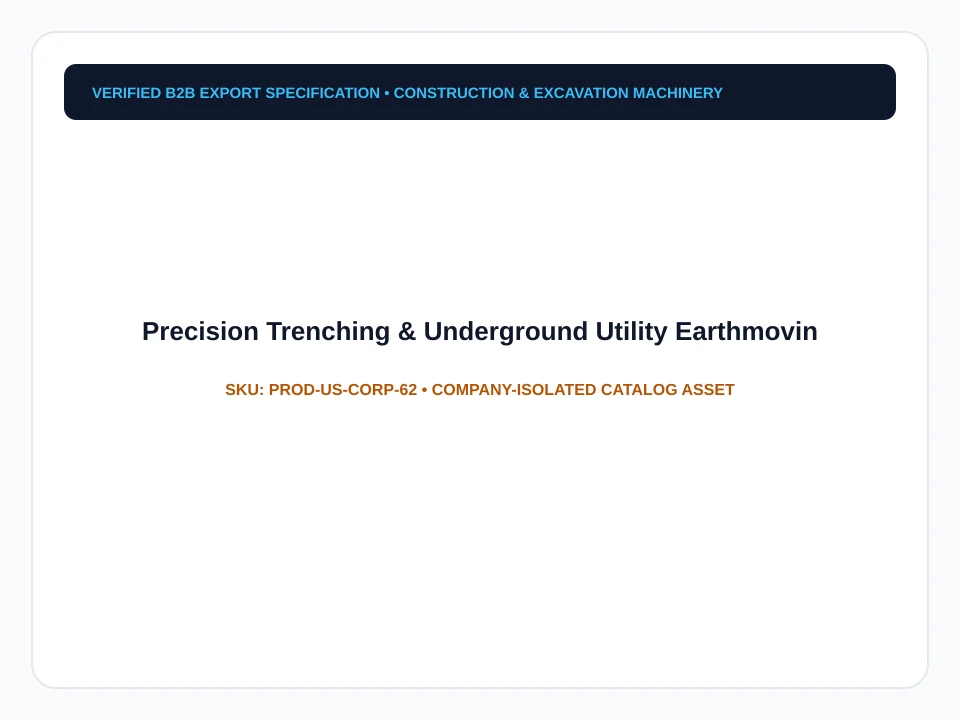 VERIFIED B2B EXPORT SPECIFICATION • CONSTRUCTION & EXCAVATION MACHINERY
Precision Trenching & Underground Utility Earthmovin
SKU: PROD-US-CORP-62 • COMPANY-ISOLATED CATALOG ASSET